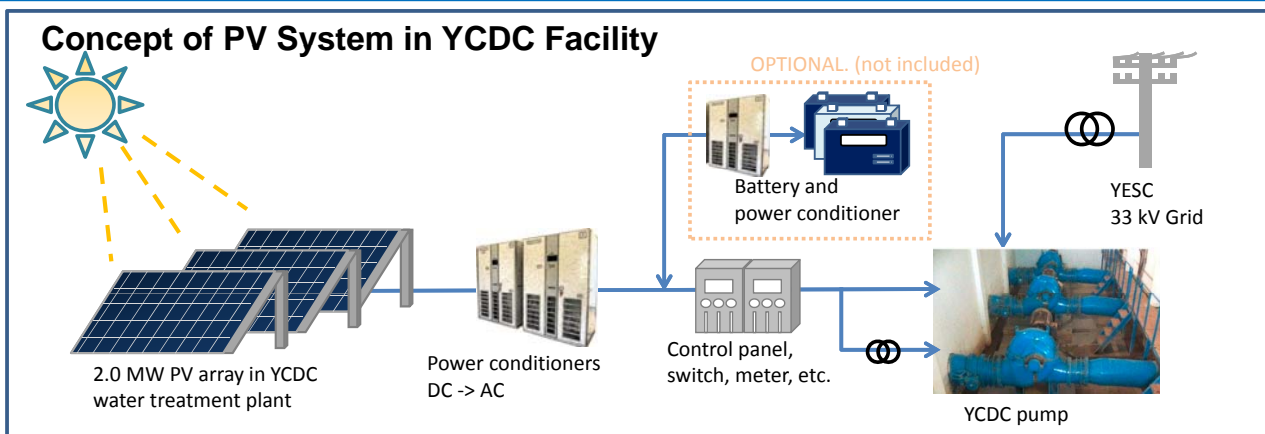 Concept of PV System in YCDC Facility
OPTIONAL. (not included)
Battery and
power conditioner
YESC
33 kV Grid
2.0 MW PV array in YCDC
water treatment plant
Power conditioners
DC -> AC
Control panel,
switch, meter, etc.
YCDC pump